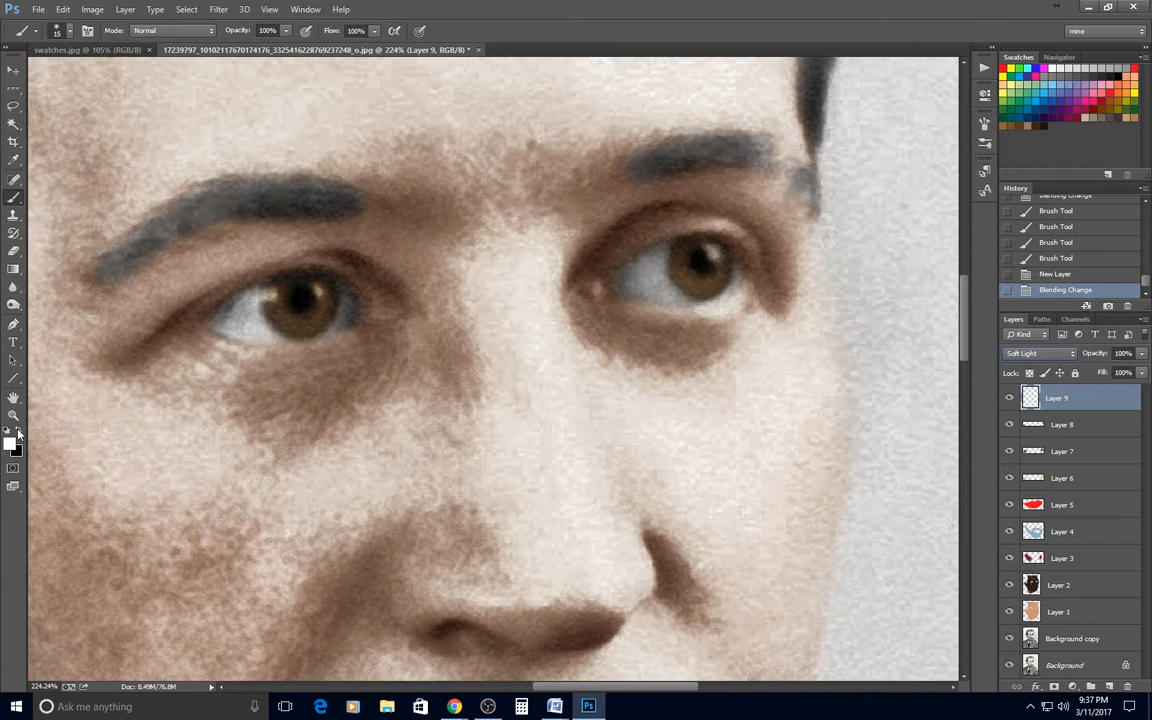 Ps File Edit Image Layer Type Select Filter 3D View Window Help
15 Mode: Normal Opacity: 100% Flow: 100% mine
swatches.jpg @ 105% (RGB/8) × 17239797_10102117670174176_3325416228769237248_o.jpg @ 224% (Layer 9, RGB/8) * ×
Swatches Navigator
History
Blending Change
Brush Tool
Brush Tool
Brush Tool
Brush Tool
New Layer
Blending Change
Layers Paths Channels
Kind
Soft Light Opacity: 100%
Lock: Fill: 100%
Layer 9
Layer 8
Layer 7
Layer 6
Layer 5
Layer 4
Layer 3
Layer 2
Layer 1
Background copy
Background
224.24% Doc: 8.49M/76.8M
Ask me anything
9:37 PM
3/11/2017